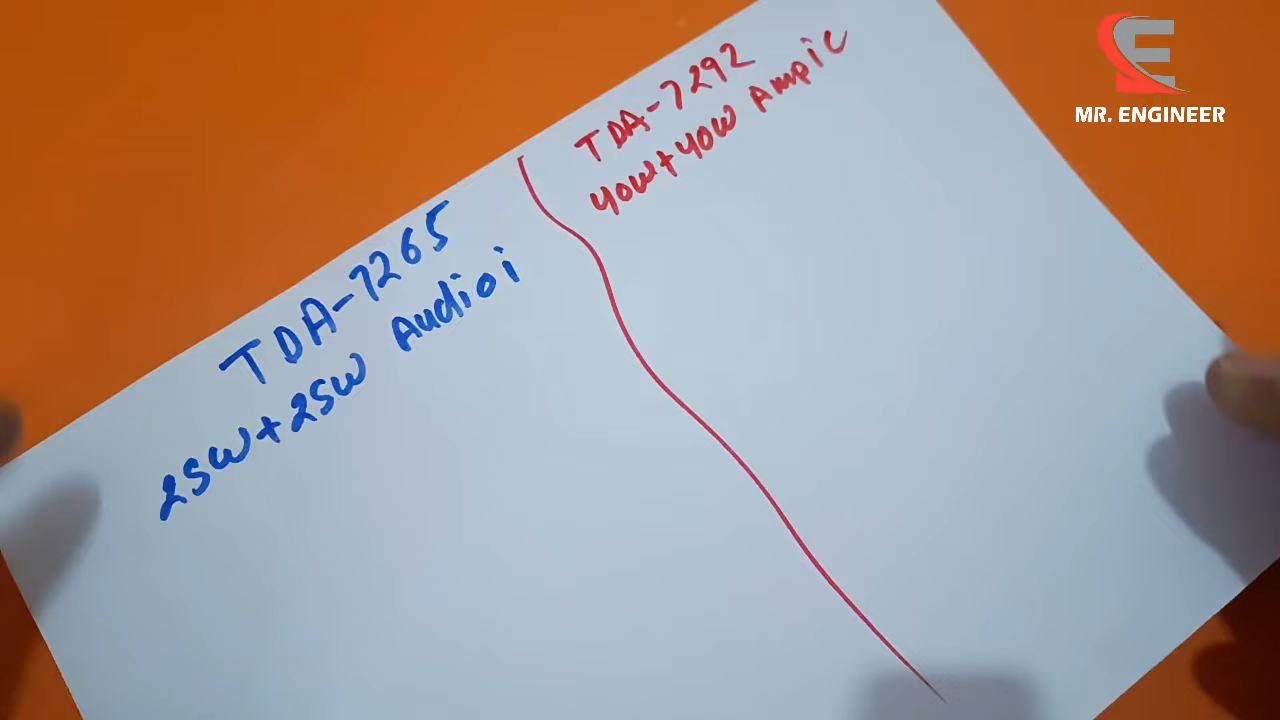 TDA-7265
25W+25W Audioi
TDA-7292
40W+40W Ampic
MR. ENGINEER